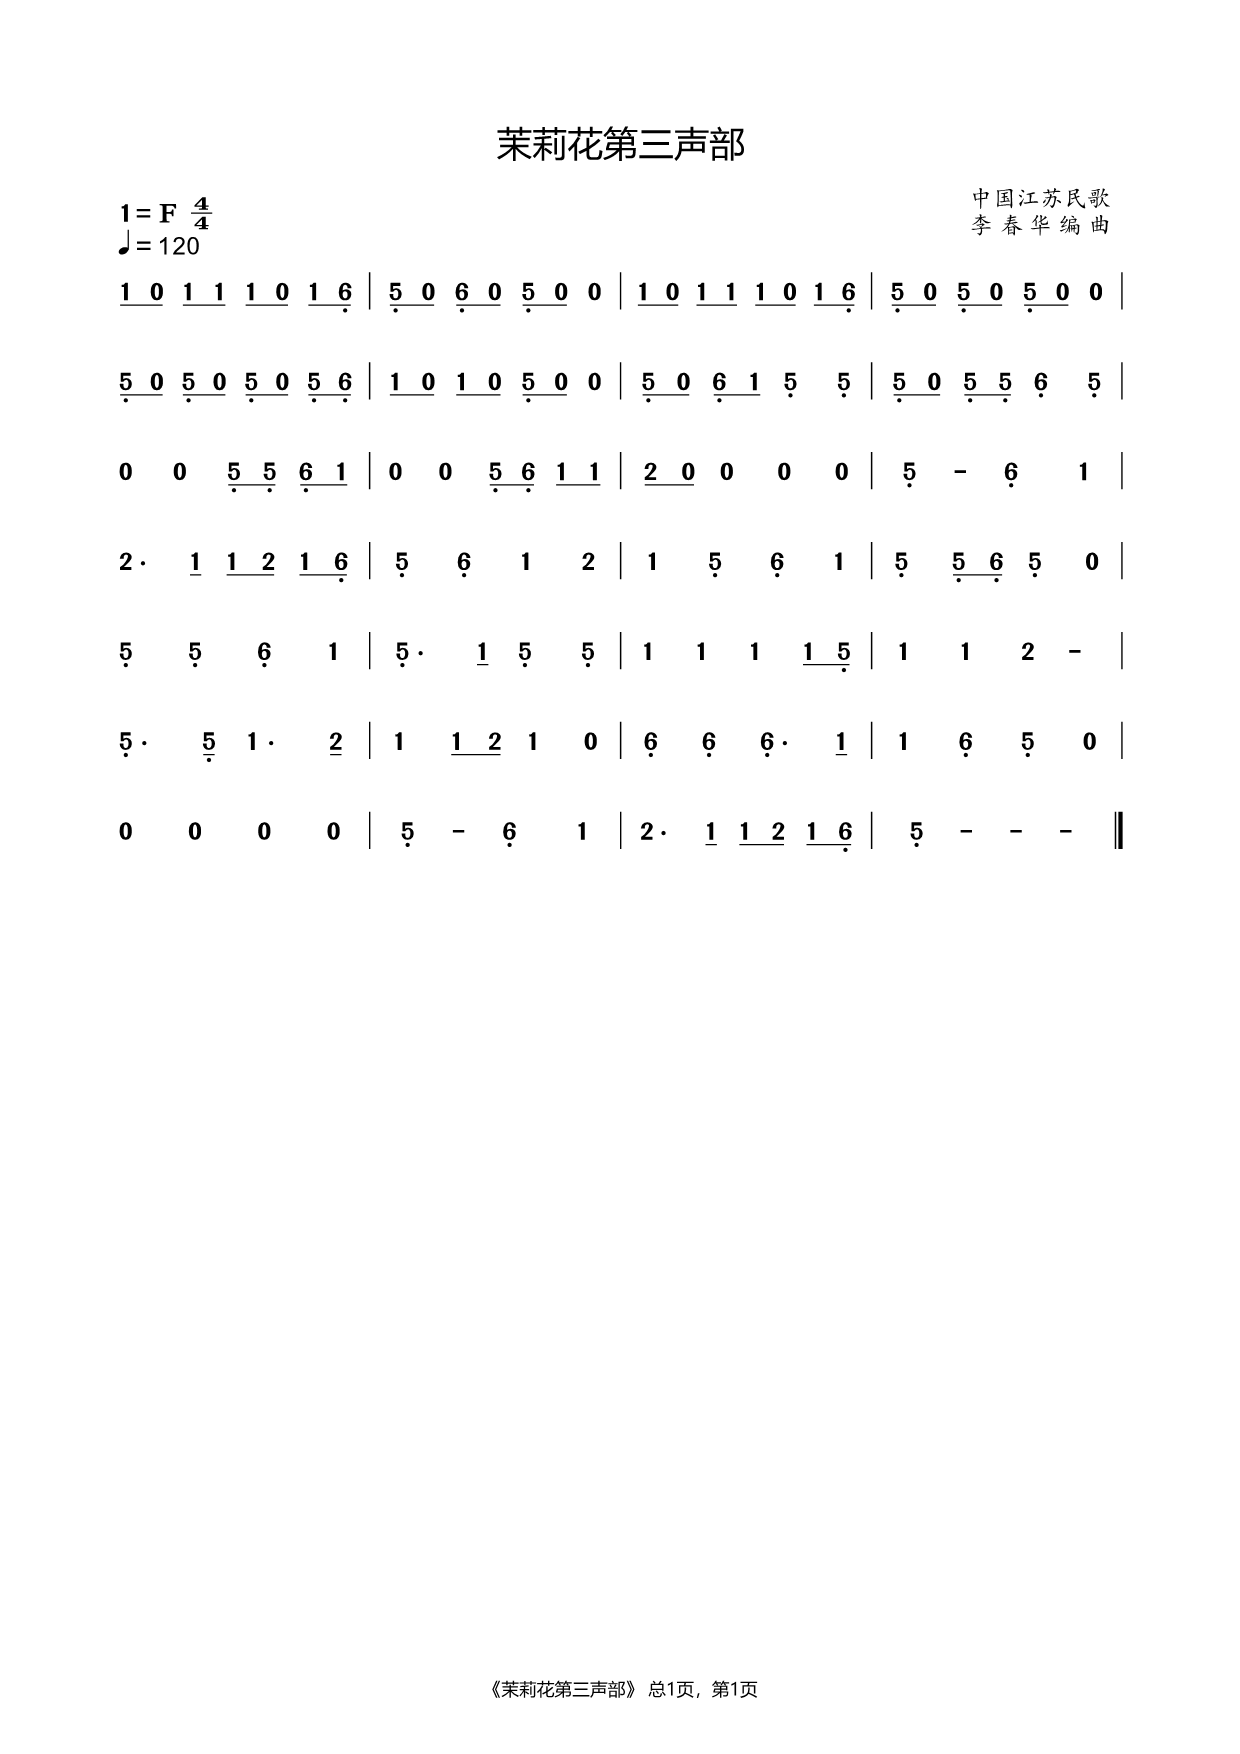 茉莉花第三声部
1= F 4/4
中国江苏民歌
♩= 120
李春华编曲
1 0 1 1 1 0 1 6̣ | 5̣ 0 6̣ 0 5̣ 0 0 | 1 0 1 1 1 0 1 6̣ | 5̣ 0 5̣ 0 5̣ 0 0 |
5̣ 0 5̣ 0 5̣ 0 5̣ 6̣ | 1 0 1 0 5̣ 0 0 | 5̣ 0 6̣ 1 5̣ 5̣ | 5̣ 0 5̣ 5̣ 6̣ 5̣ |
0 0 5̣ 5̣ 6̣ 1 | 0 0 5̣ 6̣ 1 1 | 2 0 0 0 0 | 5̣ - 6̣ 1 |
2· 1 1 2 1 6̣ | 5̣ 6̣ 1 2 | 1 5̣ 6̣ 1 | 5̣ 5̣ 6̣ 5̣ 0 |
5̣ 5̣ 6̣ 1 | 5̣· 1 5̣ 5̣ | 1 1 1 1 5̣ | 1 1 2 - |
5̣· 5̣ 1· 2 | 1 1 2 1 0 | 6̣ 6̣ 6̣· 1 | 1 6̣ 5̣ 0 |
0 0 0 0 | 5̣ - 6̣ 1 | 2· 1 1 2 1 6̣ | 5̣ - - - ‖
《茉莉花第三声部》 总1页，第1页